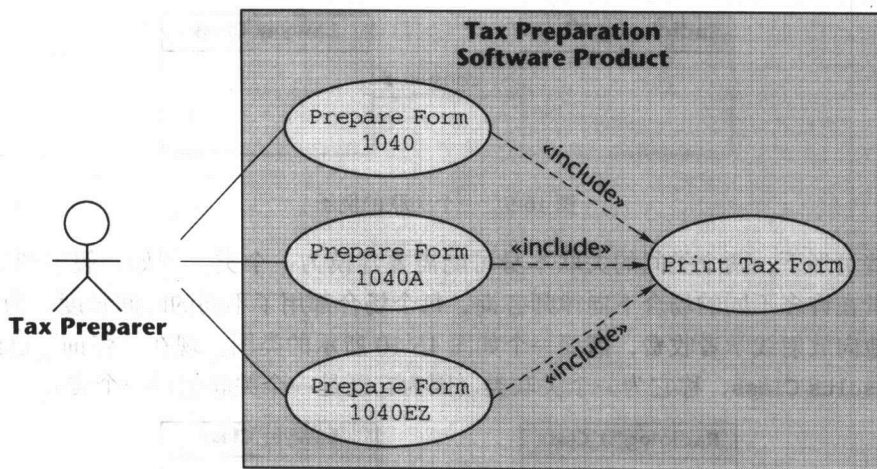 Tax Preparation
Software Product
Prepare Form
1040
«include»
Prepare Form
1040A
«include»
Print Tax Form
Tax Preparer
Prepare Form
1040EZ
«include»